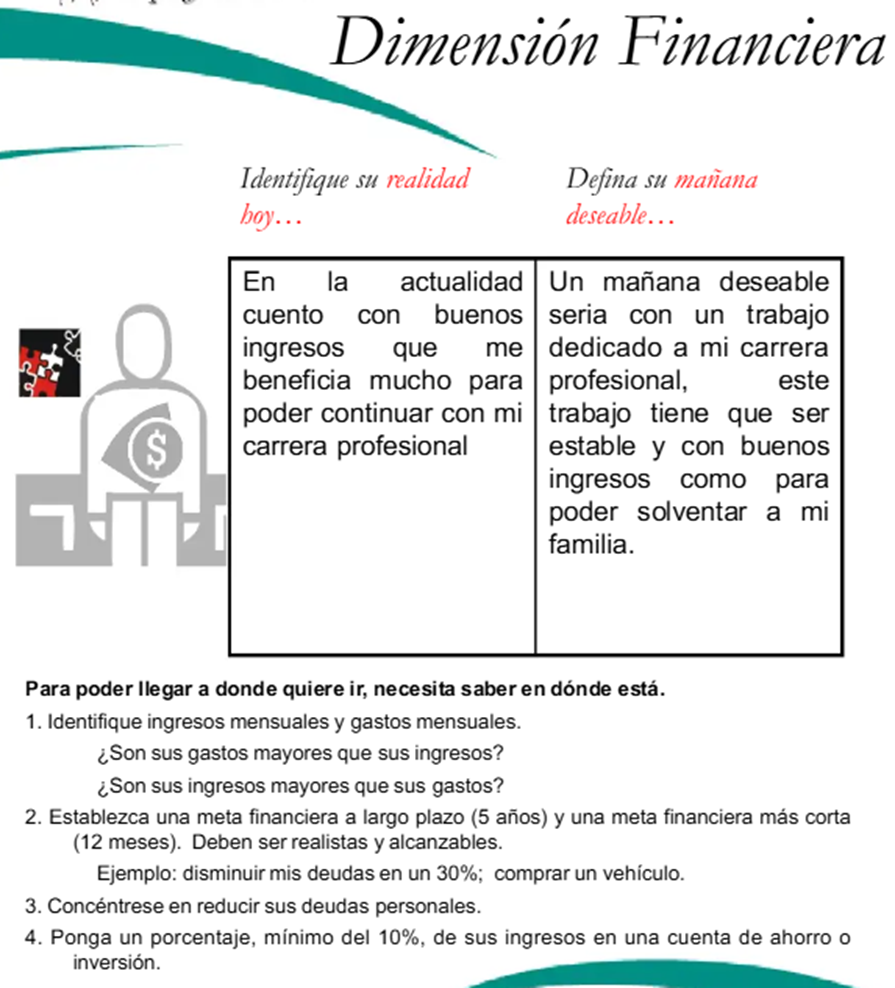 Dimensión Financiera
Identifique su realidad
hoy...
Defina su mañana
deseable...
En la actualidad
cuento con buenos
ingresos que me
beneficia mucho para
poder continuar con mi
carrera profesional
Un mañana deseable
seria con un trabajo
dedicado a mi carrera
profesional, este
trabajo tiene que ser
estable y con buenos
ingresos como para
poder solventar a mi
familia.
$
Para poder llegar a donde quiere ir, necesita saber en dónde está.
1. Identifique ingresos mensuales y gastos mensuales.
¿Son sus gastos mayores que sus ingresos?
¿Son sus ingresos mayores que sus gastos?
2. Establezca una meta financiera a largo plazo (5 años) y una meta financiera más corta
(12 meses). Deben ser realistas y alcanzables.
Ejemplo: disminuir mis deudas en un 30%; comprar un vehículo.
3. Concéntrese en reducir sus deudas personales.
4. Ponga un porcentaje, mínimo del 10%, de sus ingresos en una cuenta de ahorro o
inversión.